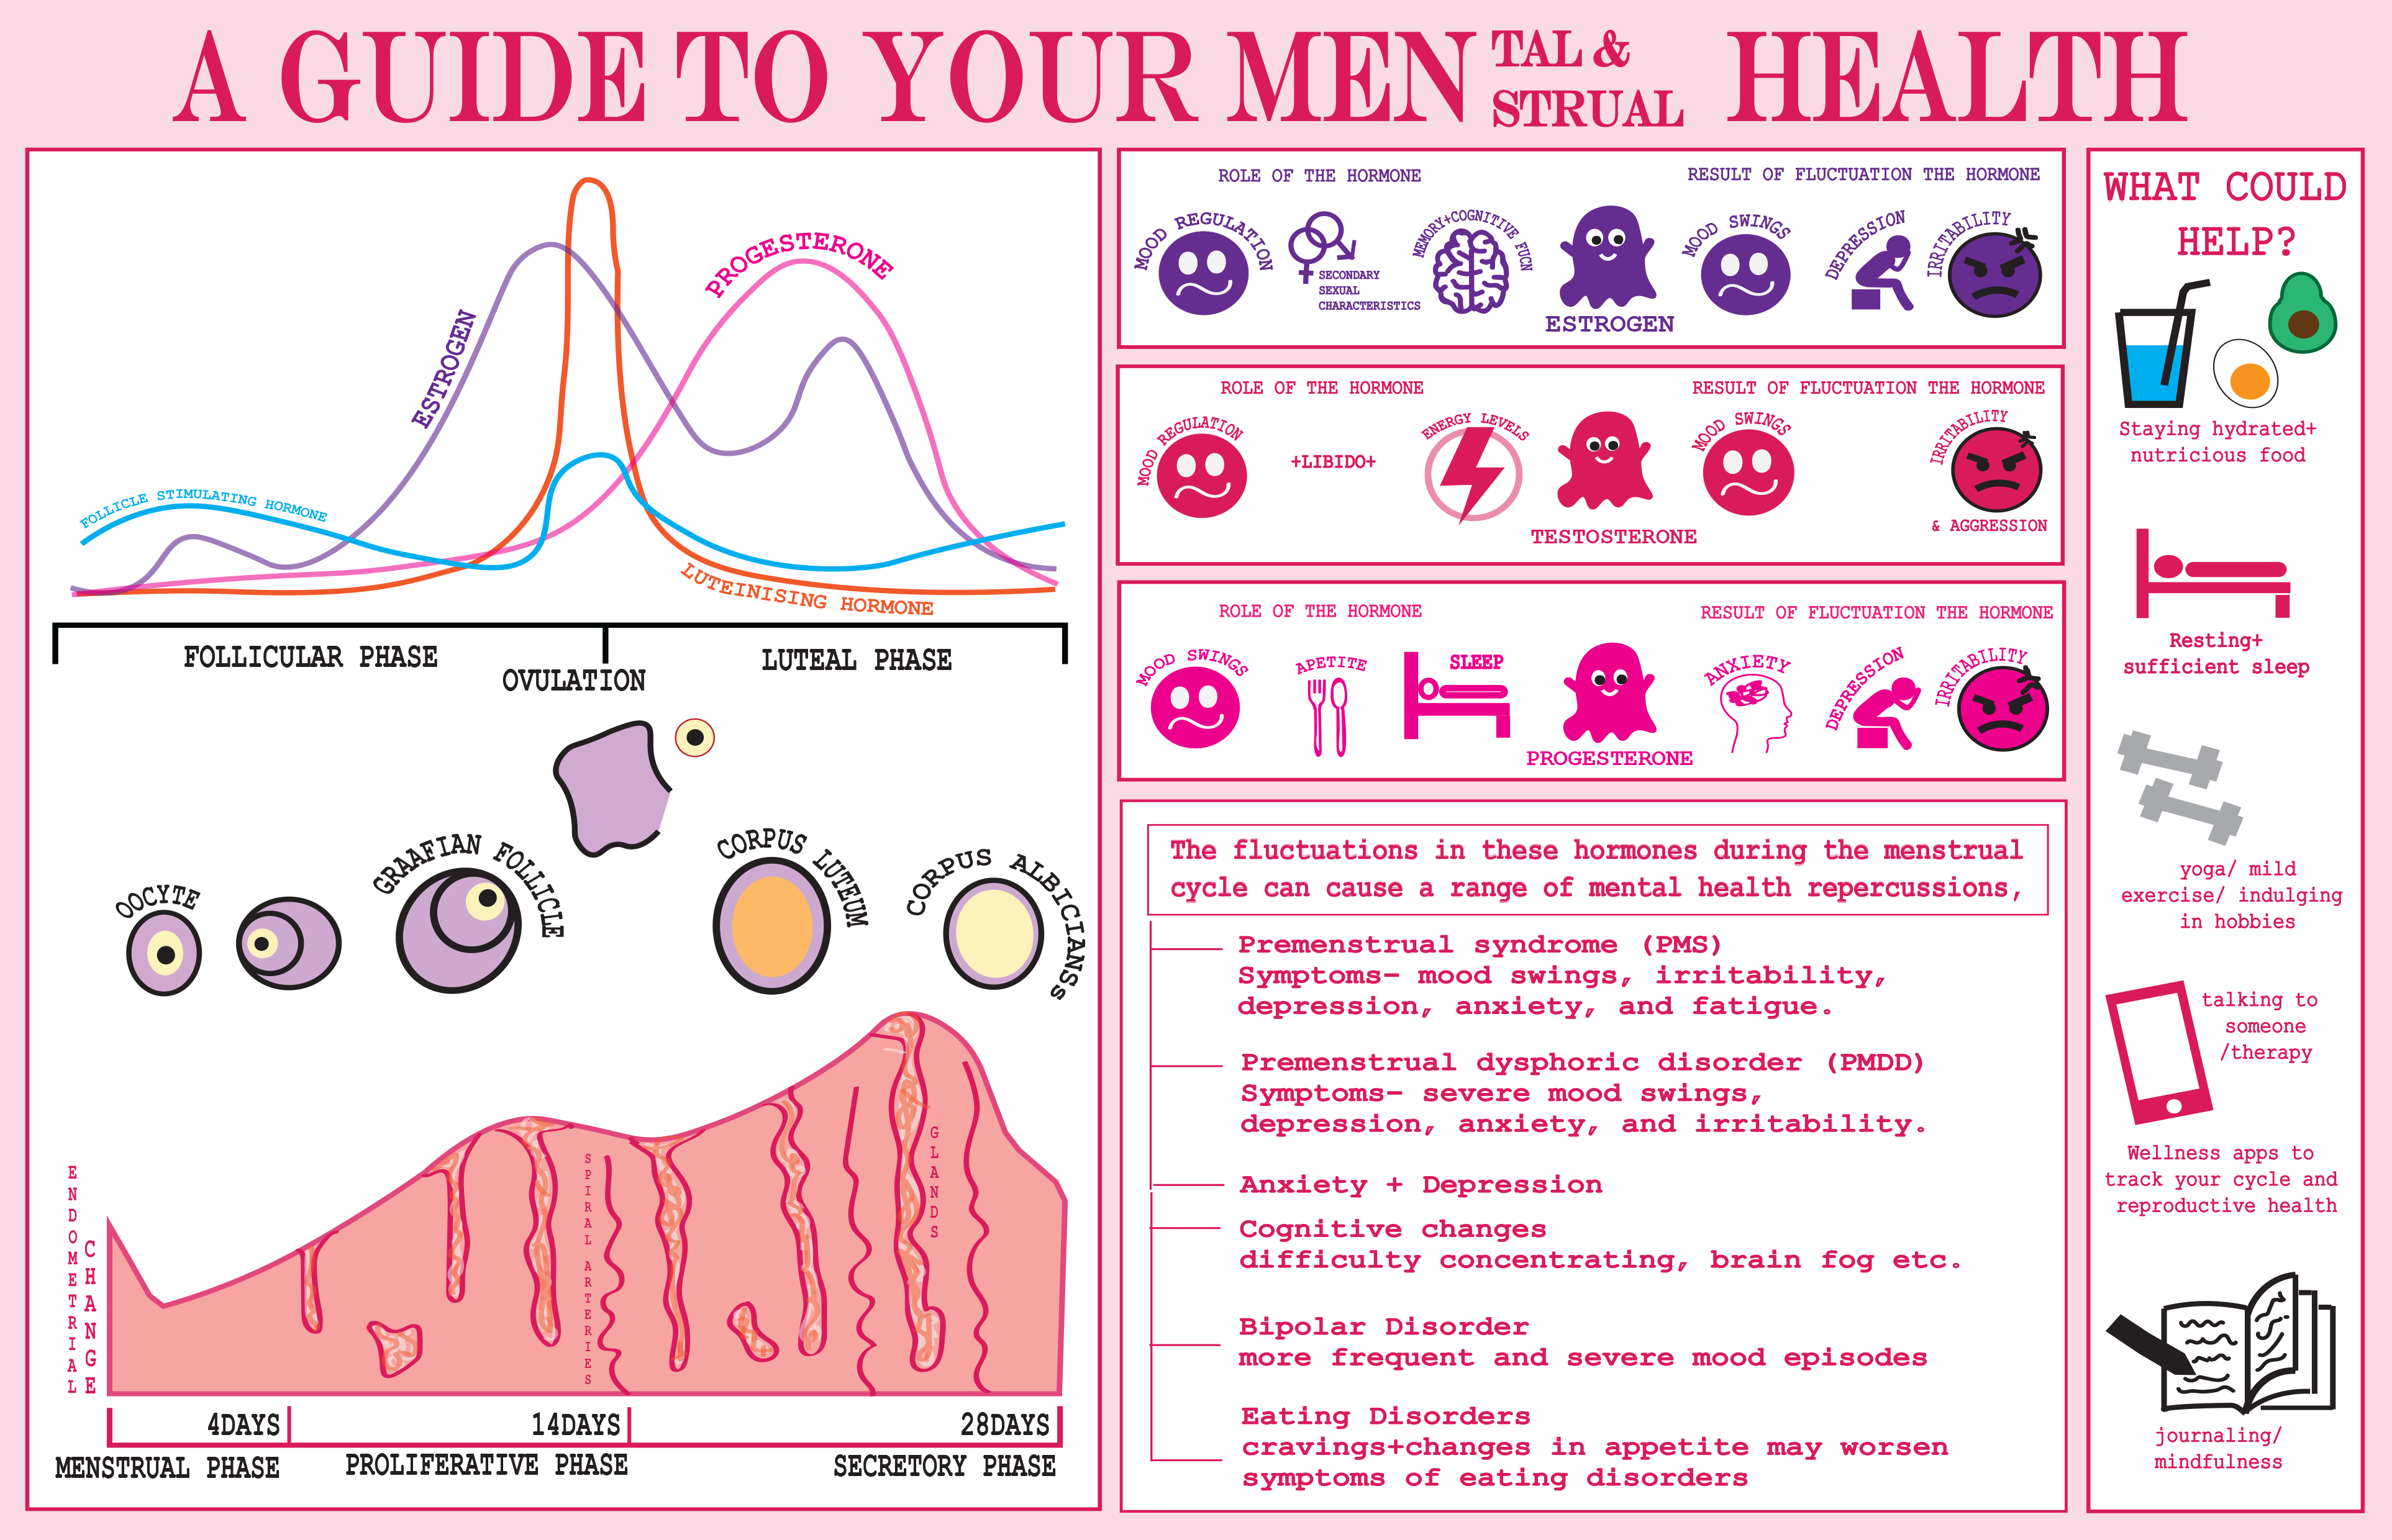 A GUIDE TO YOUR MENTAL & STRUAL HEALTH
ESTROGEN
PROGESTERONE
FOLLICLE STIMULATING HORMONE
LUTEINISING HORMONE
FOLLICULAR PHASE
OVULATION
LUTEAL PHASE
OOCYTE
GRAAFIAN FOLLICLE
CORPUS LUTEUM
CORPUS ALBICIANSs
ENDOMETRIAL
CHANGE
SPIRAL ARTERIES
GLANDS
4DAYS
14DAYS
28DAYS
MENSTRUAL PHASE
PROLIFERATIVE PHASE
SECRETORY PHASE
ROLE OF THE HORMONE
RESULT OF FLUCTUATION THE HORMONE
MOOD REGULATION
SECONDARY
SEXUAL
CHARACTERISTICS
MEMORY+COGNITIVE FUCN
ESTROGEN
MOOD SWINGS
DEPRESSION
IRRITABILITY
ROLE OF THE HORMONE
RESULT OF FLUCTUATION THE HORMONE
MOOD REGULATION
+LIBIDO+
ENERGY LEVELS
TESTOSTERONE
MOOD SWINGS
IRRITABILITY
& AGGRESSION
ROLE OF THE HORMONE
RESULT OF FLUCTUATION THE HORMONE
MOOD SWINGS
APETITE
SLEEP
PROGESTERONE
ANXIETY
DEPRESSION
IRRITABILITY
The fluctuations in these hormones during the menstrual
cycle can cause a range of mental health repercussions,
Premenstrual syndrome (PMS)
Symptoms- mood swings, irritability,
depression, anxiety, and fatigue.
Premenstrual dysphoric disorder (PMDD)
Symptoms- severe mood swings,
depression, anxiety, and irritability.
Anxiety + Depression
Cognitive changes
difficulty concentrating, brain fog etc.
Bipolar Disorder
more frequent and severe mood episodes
Eating Disorders
cravings+changes in appetite may worsen
symptoms of eating disorders
WHAT COULD
HELP?
Staying hydrated+
nutricious food
Resting+
sufficient sleep
yoga/ mild
exercise/ indulging
in hobbies
talking to
someone
/therapy
Wellness apps to
track your cycle and
reproductive health
journaling/
mindfulness